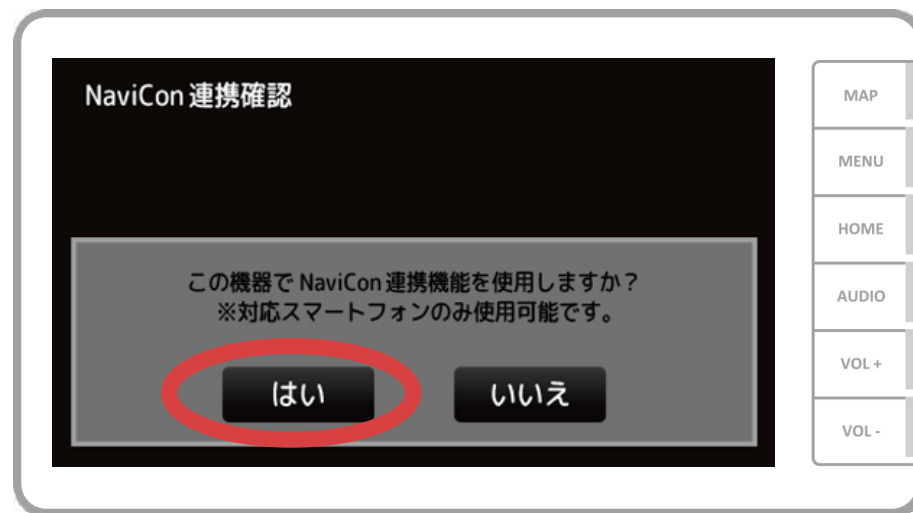 NaviCon 連携確認
この機器で NaviCon 連携機能を使用しますか?
※対応スマートフォンのみ使用可能です。
はい
いいえ
MAP
MENU
HOME
AUDIO
VOL +
VOL -